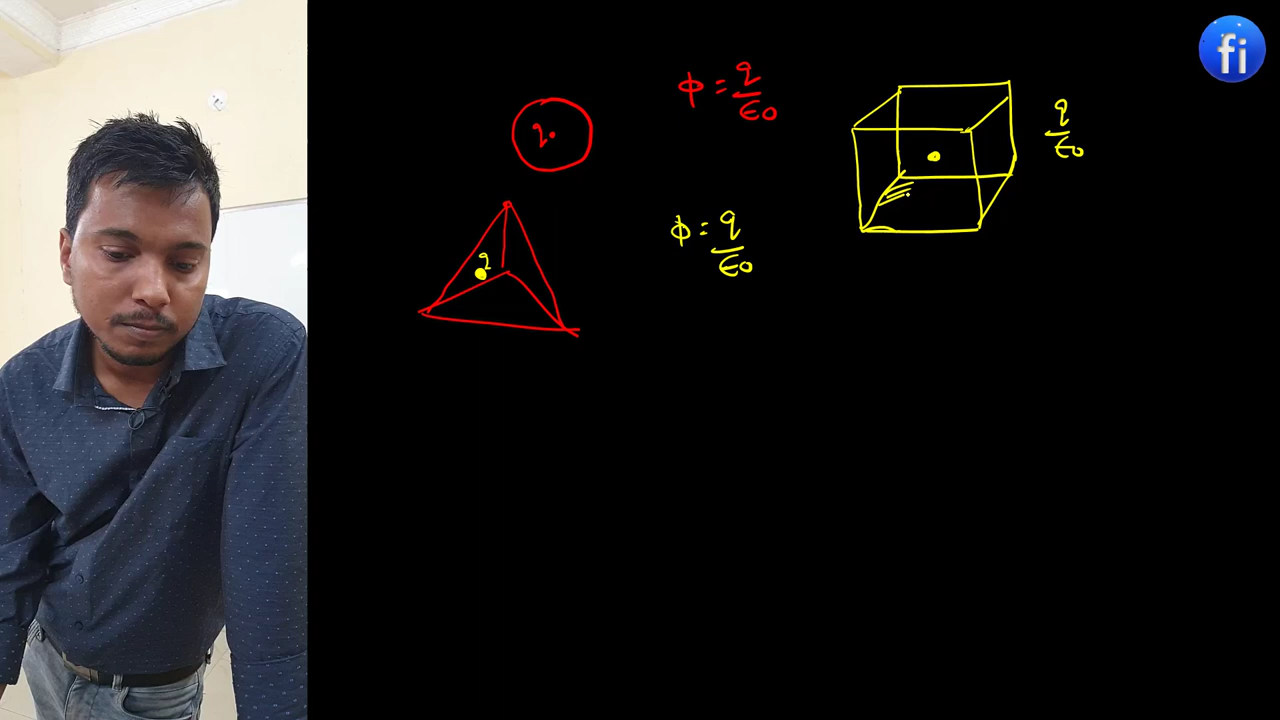 q
ϕ = q/ϵ0
q/ϵ0
q
ϕ = q/ϵ0
fi